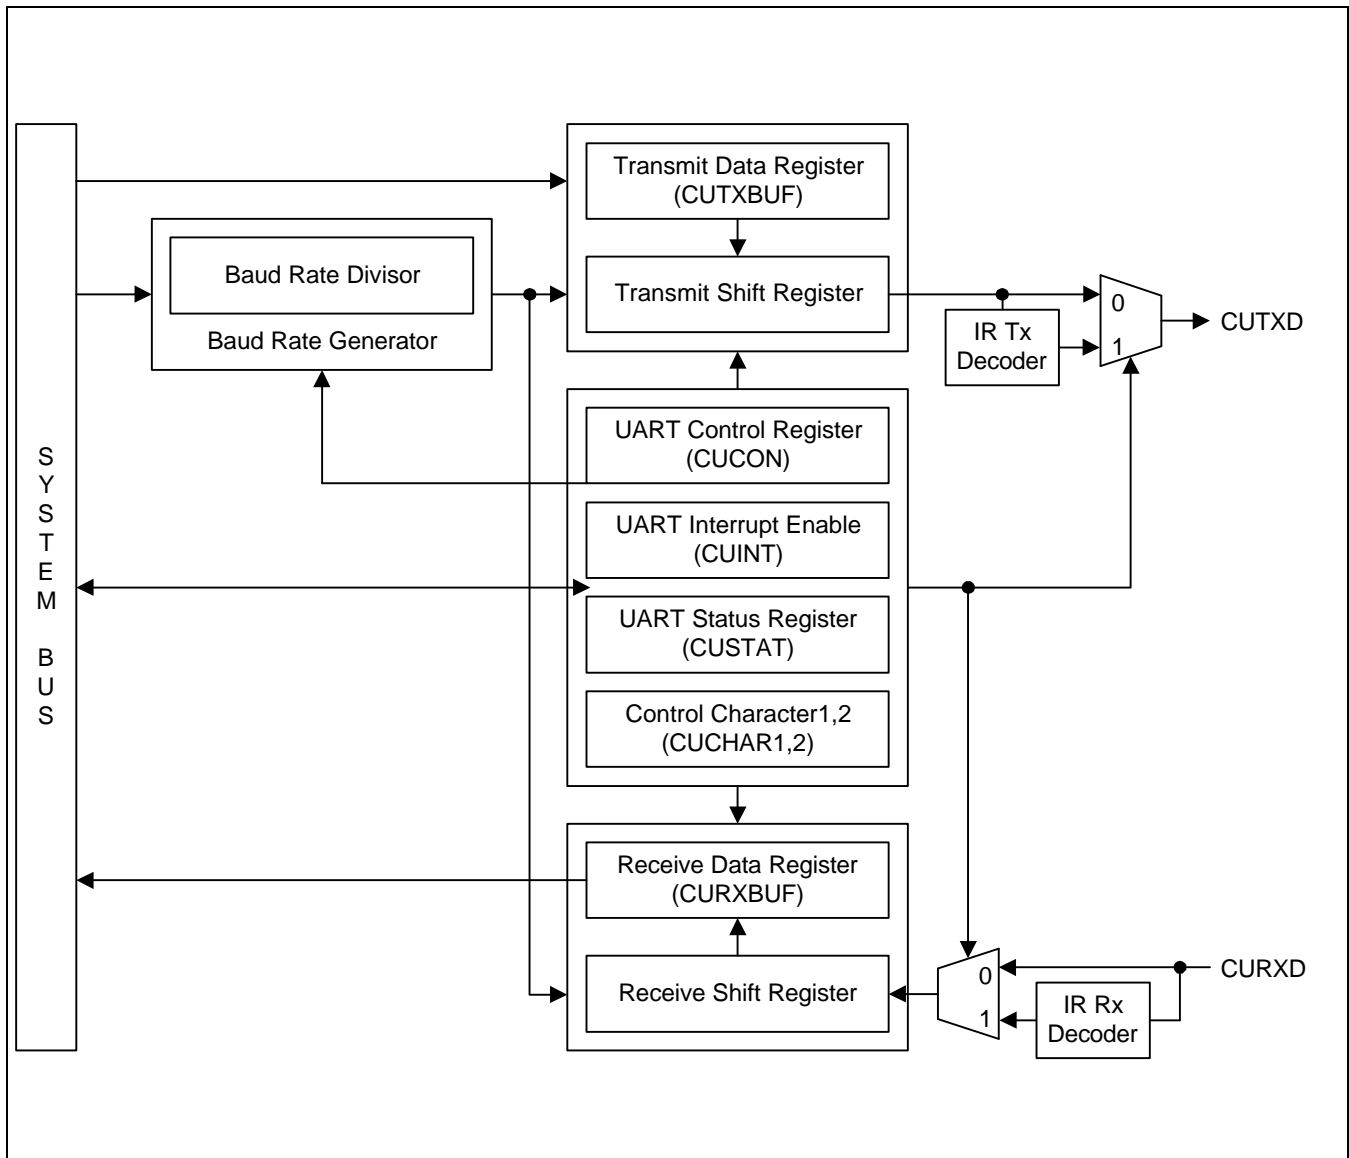 SYSTEM BUS
Transmit Data Register
(CUTXBUF)
Baud Rate Divisor
Baud Rate Generator
Transmit Shift Register
0
1
IR Tx
Decoder
CUTXD
UART Control Register
(CUCON)
UART Interrupt Enable
(CUINT)
UART Status Register
(CUSTAT)
Control Character1,2
(CUCHAR1,2)
Receive Data Register
(CURXBUF)
Receive Shift Register
0
1
CURXD
IR Rx
Decoder